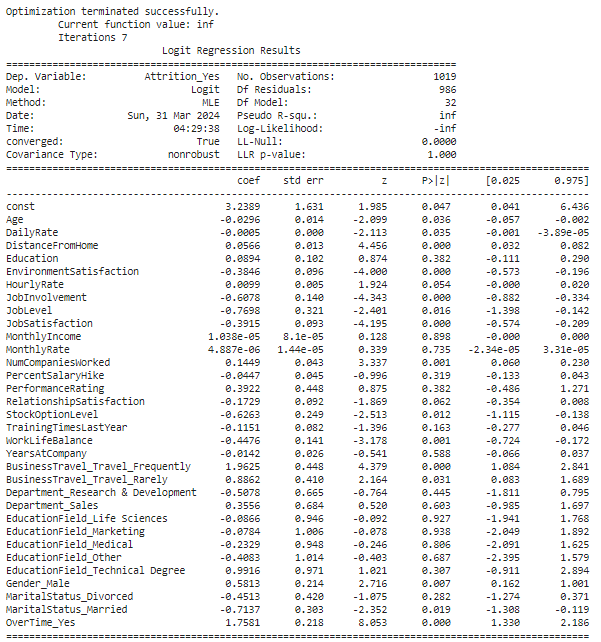 Optimization terminated successfully.
         Current function value: inf
         Iterations 7
                           Logit Regression Results
==============================================================================
Dep. Variable:          Attrition_Yes   No. Observations:                 1019
Model:                          Logit   Df Residuals:                      986
Method:                           MLE   Df Model:                           32
Date:                Sun, 31 Mar 2024   Pseudo R-squ.:                     inf
Time:                        04:29:38   Log-Likelihood:                   -inf
converged:                       True   LL-Null:                        0.0000
Covariance Type:            nonrobust   LLR p-value:                     1.000
=====================================================================================================
                                        coef    std err          z      P>|z|      [0.025      0.975]
-----------------------------------------------------------------------------------------------------
const                                 3.2389      1.631      1.985      0.047       0.041       6.436
Age                                  -0.0296      0.014     -2.099      0.036      -0.057      -0.002
DailyRate                            -0.0005      0.000     -2.113      0.035      -0.001   -3.89e-05
DistanceFromHome                      0.0566      0.013      4.456      0.000       0.032       0.082
Education                             0.0894      0.102      0.874      0.382      -0.111       0.290
EnvironmentSatisfaction              -0.3846      0.096     -4.000      0.000      -0.573      -0.196
HourlyRate                            0.0099      0.005      1.924      0.054      -0.000       0.020
JobInvolvement                       -0.6078      0.140     -4.343      0.000      -0.882      -0.334
JobLevel                             -0.7698      0.321     -2.401      0.016      -1.398      -0.142
JobSatisfaction                      -0.3915      0.093     -4.195      0.000      -0.574      -0.209
MonthlyIncome                      1.038e-05    8.1e-05      0.128      0.898      -0.000       0.000
MonthlyRate                        4.887e-06   1.44e-05      0.339      0.735   -2.34e-05    3.31e-05
NumCompaniesWorked                    0.1449      0.043      3.337      0.001       0.060       0.230
PercentSalaryHike                    -0.0447      0.045     -0.996      0.319      -0.133       0.043
PerformanceRating                     0.3922      0.448      0.875      0.382      -0.486       1.271
RelationshipSatisfaction             -0.1729      0.092     -1.869      0.062      -0.354       0.008
StockOptionLevel                     -0.6263      0.249     -2.513      0.012      -1.115      -0.138
TrainingTimesLastYear                -0.1151      0.082     -1.396      0.163      -0.277       0.046
WorkLifeBalance                      -0.4476      0.141     -3.178      0.001      -0.724      -0.172
YearsAtCompany                       -0.0142      0.026     -0.541      0.588      -0.066       0.037
BusinessTravel_Travel_Frequently      1.9625      0.448      4.379      0.000       1.084       2.841
BusinessTravel_Travel_Rarely          0.8862      0.410      2.164      0.031       0.083       1.689
Department_Research & Development    -0.5078      0.665     -0.764      0.445      -1.811       0.795
Department_Sales                      0.3556      0.684      0.520      0.603      -0.985       1.697
EducationField_Life Sciences         -0.0866      0.946     -0.092      0.927      -1.941       1.768
EducationField_Marketing             -0.0784      1.006     -0.078      0.938      -2.049       1.892
EducationField_Medical               -0.2329      0.948     -0.246      0.806      -2.091       1.625
EducationField_Other                 -0.4083      1.014     -0.403      0.687      -2.395       1.579
EducationField_Technical Degree       0.9916      0.971      1.021      0.307      -0.911       2.894
Gender_Male                           0.5813      0.214      2.716      0.007       0.162       1.001
MaritalStatus_Divorced               -0.4513      0.420     -1.075      0.282      -1.274       0.371
MaritalStatus_Married                -0.7137      0.303     -2.352      0.019      -1.308      -0.119
OverTime_Yes                          1.7581      0.218      8.053      0.000       1.330       2.186
=====================================================================================================